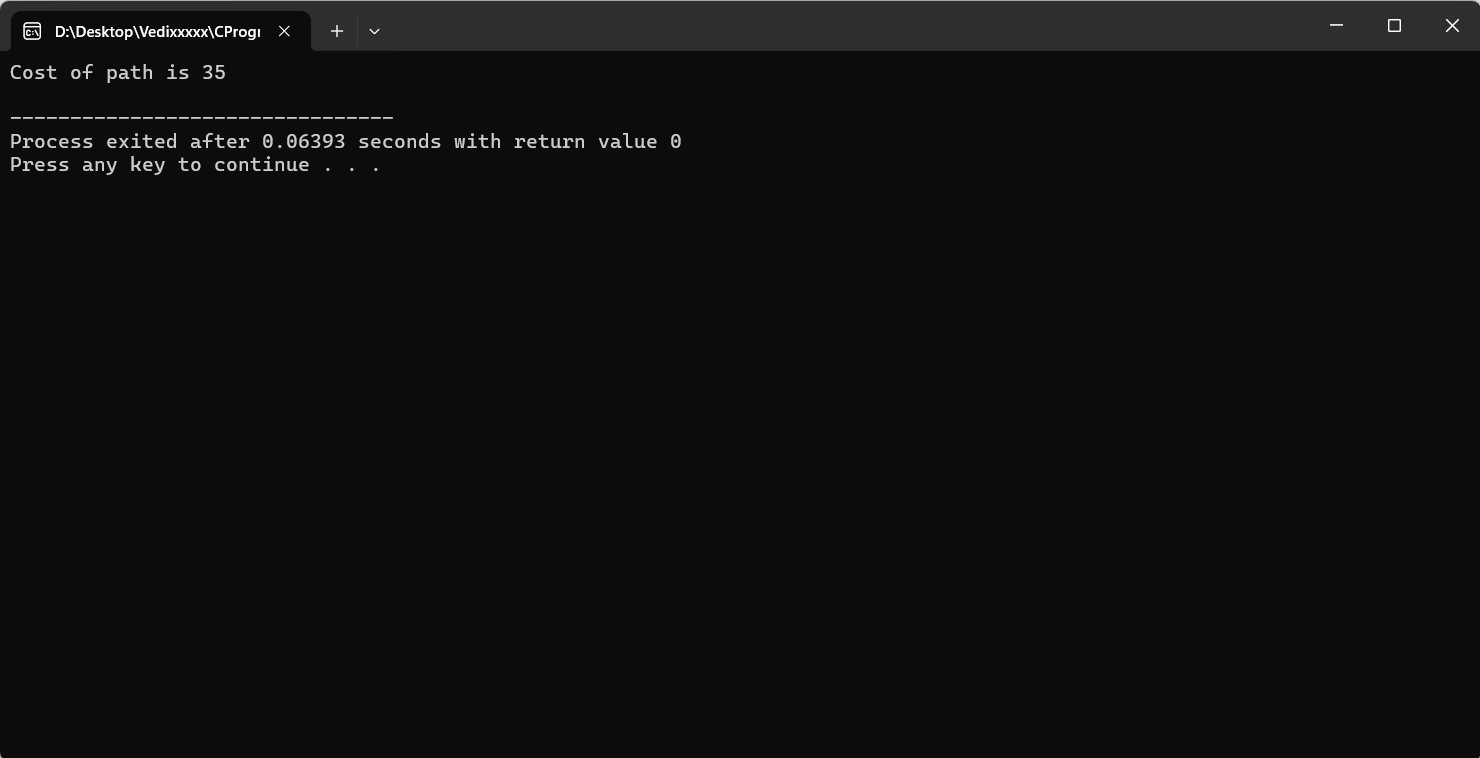 D:\Desktop\Vedixxxxx\CProgr
Cost of path is 35
--------------------------------
Process exited after 0.06393 seconds with return value 0
Press any key to continue . . .